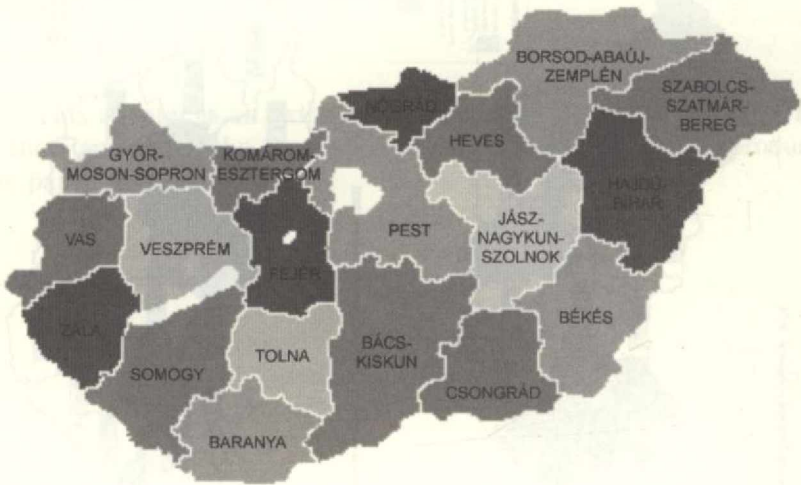 BORSOD-ABAÚJ-
ZEMPLÉN
SZABOLCS-
SZATMÁR-
BEREG
NÓGRÁD
HEVES
GYŐR-
MOSON-SOPRON
KOMÁROM-
ESZTERGOM
HAJDÚ-
BIHAR
VAS
VESZPRÉM
FEJÉR
PEST
JÁSZ-
NAGYKUN-
SZOLNOK
ZALA
SOMOGY
TOLNA
BÁCS-
KISKUN
BÉKÉS
CSONGRÁD
BARANYA